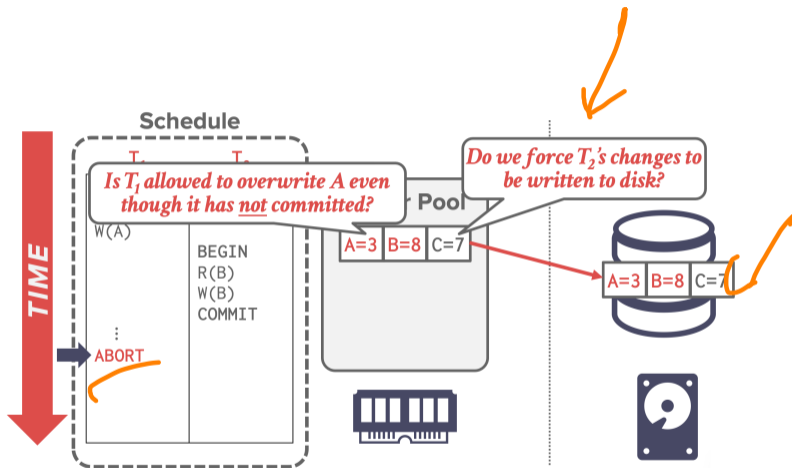 Schedule
Is T1 allowed to overwrite A even
though it has not committed?
Do we force T2's changes to
be written to disk?
Pool
TIME
W(A)
BEGIN
R(B)
W(B)
COMMIT
⋮
ABORT
A=3 B=8 C=7
A=3 B=8 C=7